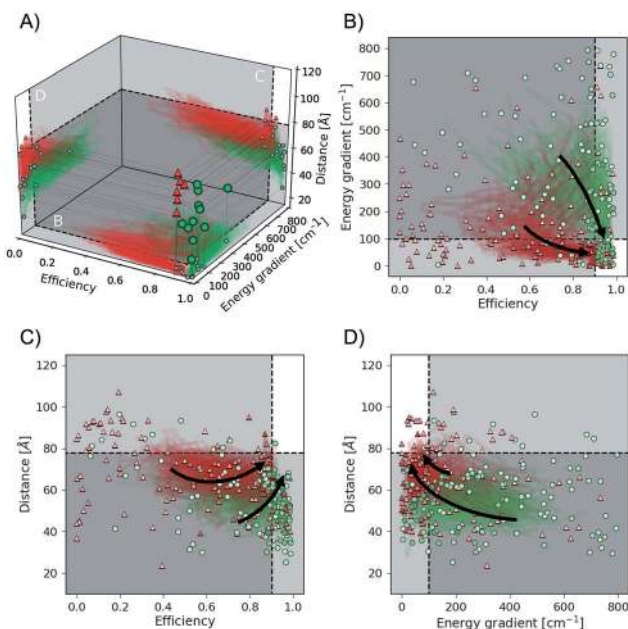 A)
D
C
B
120
100
80
60
40
20
Distance [Å]
800
700
600
500
400
300
200
100
0
Energy gradient [cm⁻¹]
0.0 0.2 0.4 0.6 0.8 1.0
Efficiency
B)
800
700
600
500
400
300
200
100
0
Energy gradient [cm⁻¹]
0.0 0.2 0.4 0.6 0.8 1.0
Efficiency
C)
120
100
80
60
40
20
Distance [Å]
0.0 0.2 0.4 0.6 0.8 1.0
Efficiency
D)
120
100
80
60
40
20
Distance [Å]
0 200 400 600 800
Energy gradient [cm⁻¹]